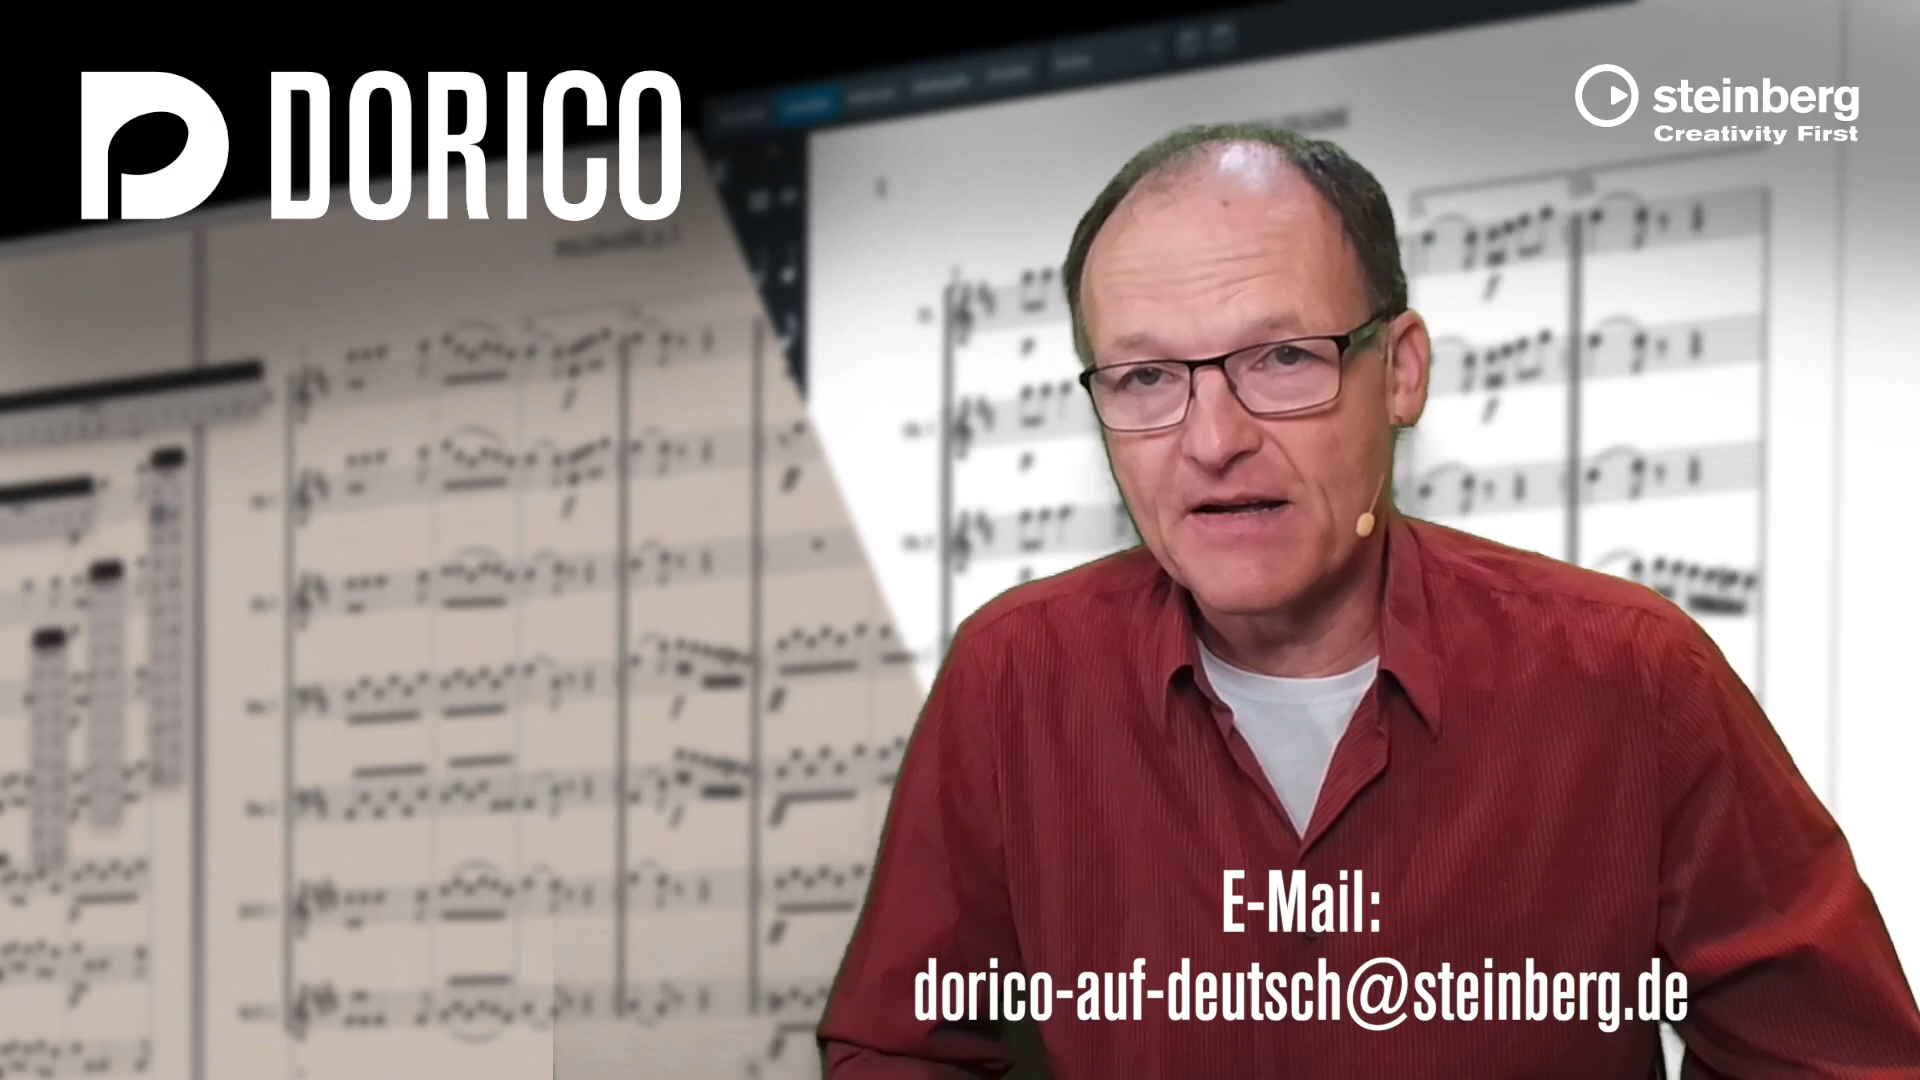 DORICO
steinberg
Creativity First
E-Mail:
dorico-auf-deutsch@steinberg.de